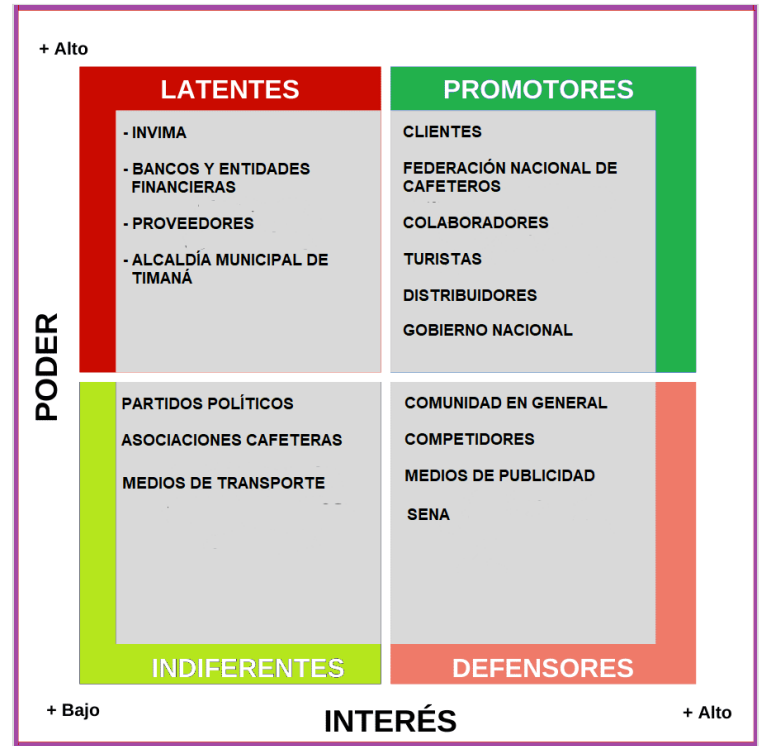 + Alto
LATENTES
- INVIMA
- BANCOS Y ENTIDADES
FINANCIERAS
- PROVEEDORES
- ALCALDÍA MUNICIPAL DE
TIMANÁ
PROMOTORES
CLIENTES
FEDERACIÓN NACIONAL DE
CAFETEROS
COLABORADORES
TURISTAS
DISTRIBUIDORES
GOBIERNO NACIONAL
PODER
PARTIDOS POLÍTICOS
ASOCIACIONES CAFETERAS
MEDIOS DE TRANSPORTE
INDIFERENTES
COMUNIDAD EN GENERAL
COMPETIDORES
MEDIOS DE PUBLICIDAD
SENA
DEFENSORES
+ Bajo
INTERÉS
+ Alto